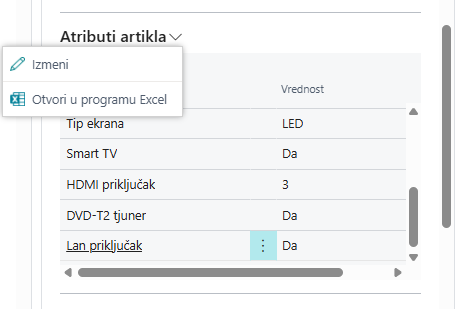 Atributi artikla
Izmeni
Otvori u programu Excel
Vrednost
Tip ekrana LED
Smart TV Da
HDMI priključak 3
DVD-T2 tjuner Da
Lan priključak Da